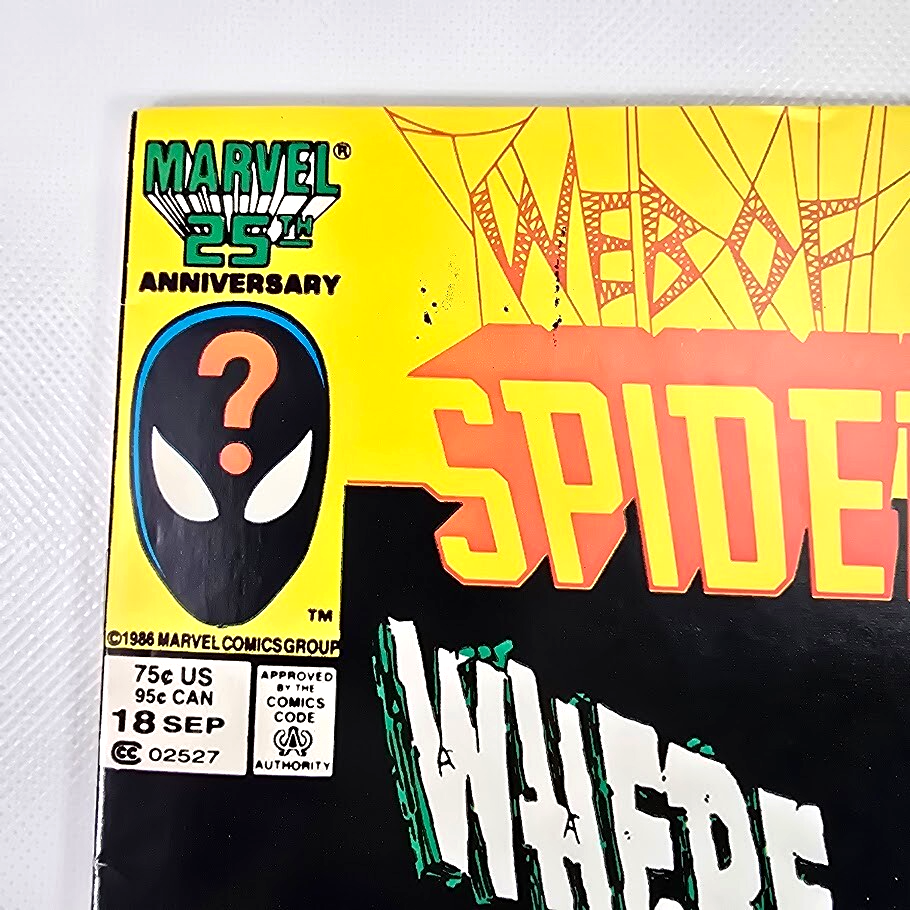 MARVEL®
25TH
ANNIVERSARY
?
TM
©1986 MARVEL COMICS GROUP
75¢ US
95¢ CAN
18 SEP
CC 02527
APPROVED
BY THE
COMICS
CODE
A
AUTHORITY
WEB OF
SPIDE
WHERE